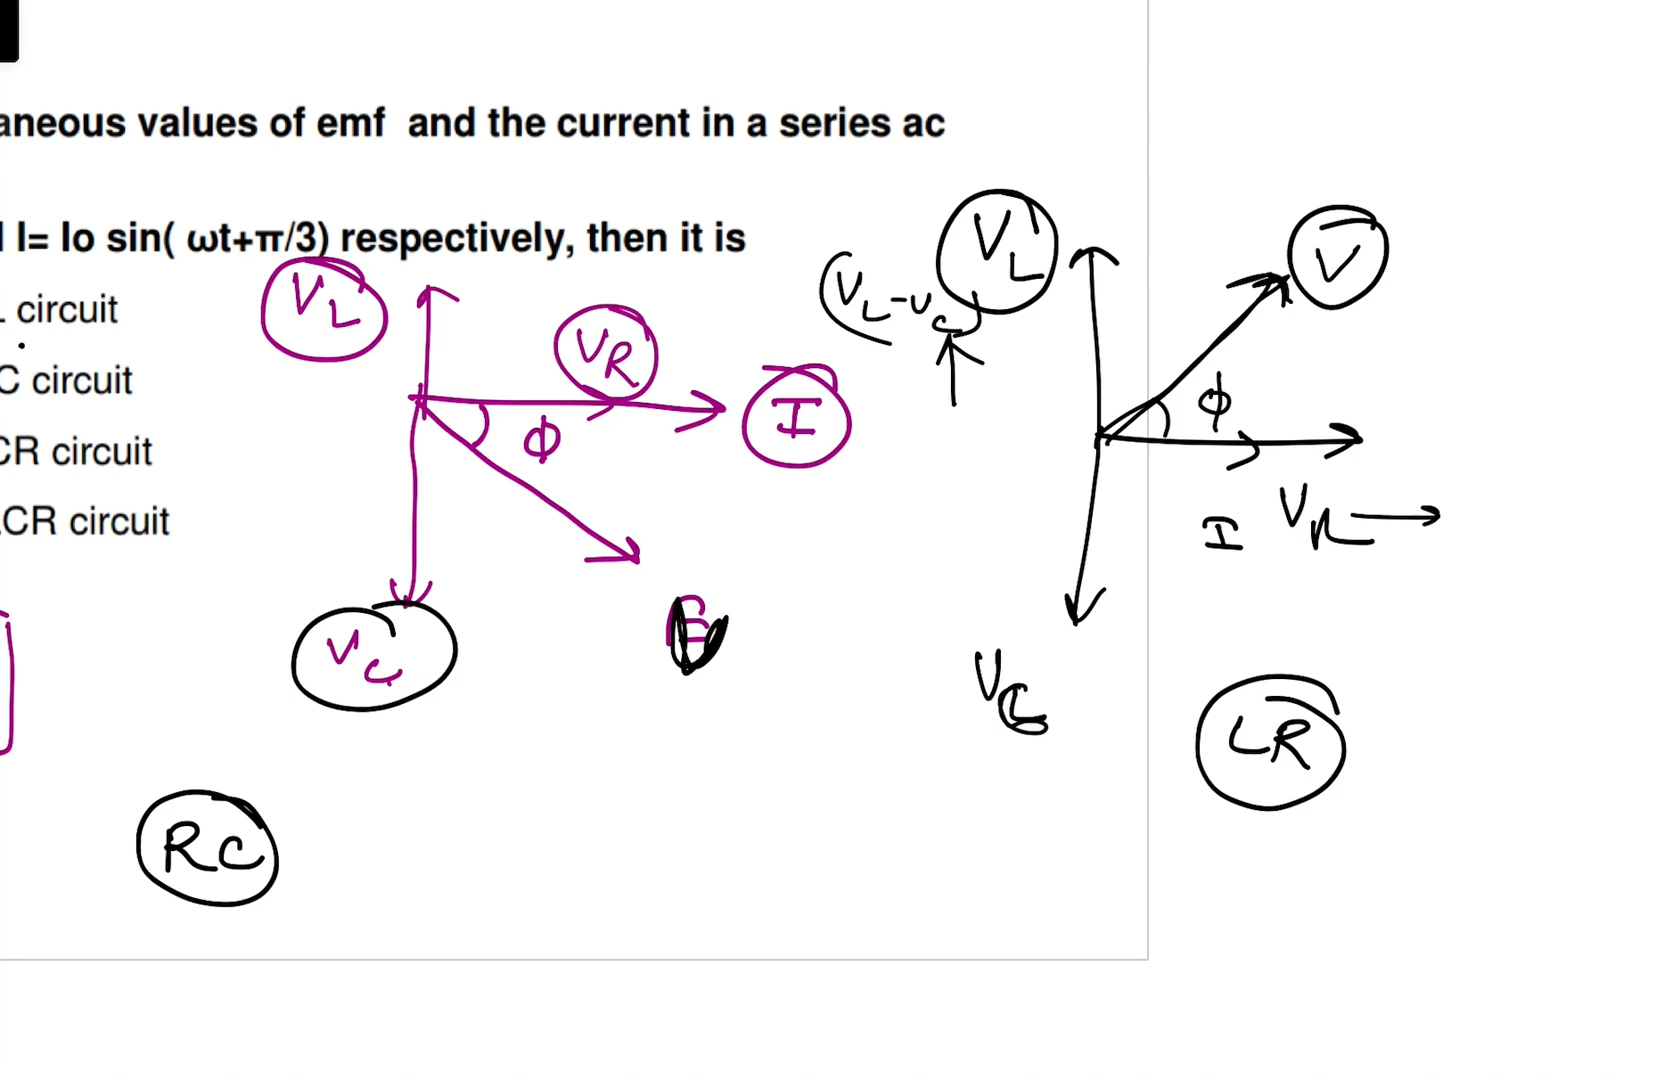 aneous values of emf and the current in a series ac
I= Io sin( ωt+π/3) respectively, then it is
circuit
C circuit
CR circuit
CR circuit
VL
VR
I
ϕ
VC
E
RC
(VL-VC)
VL
V
ϕ
I VR
VC
LR